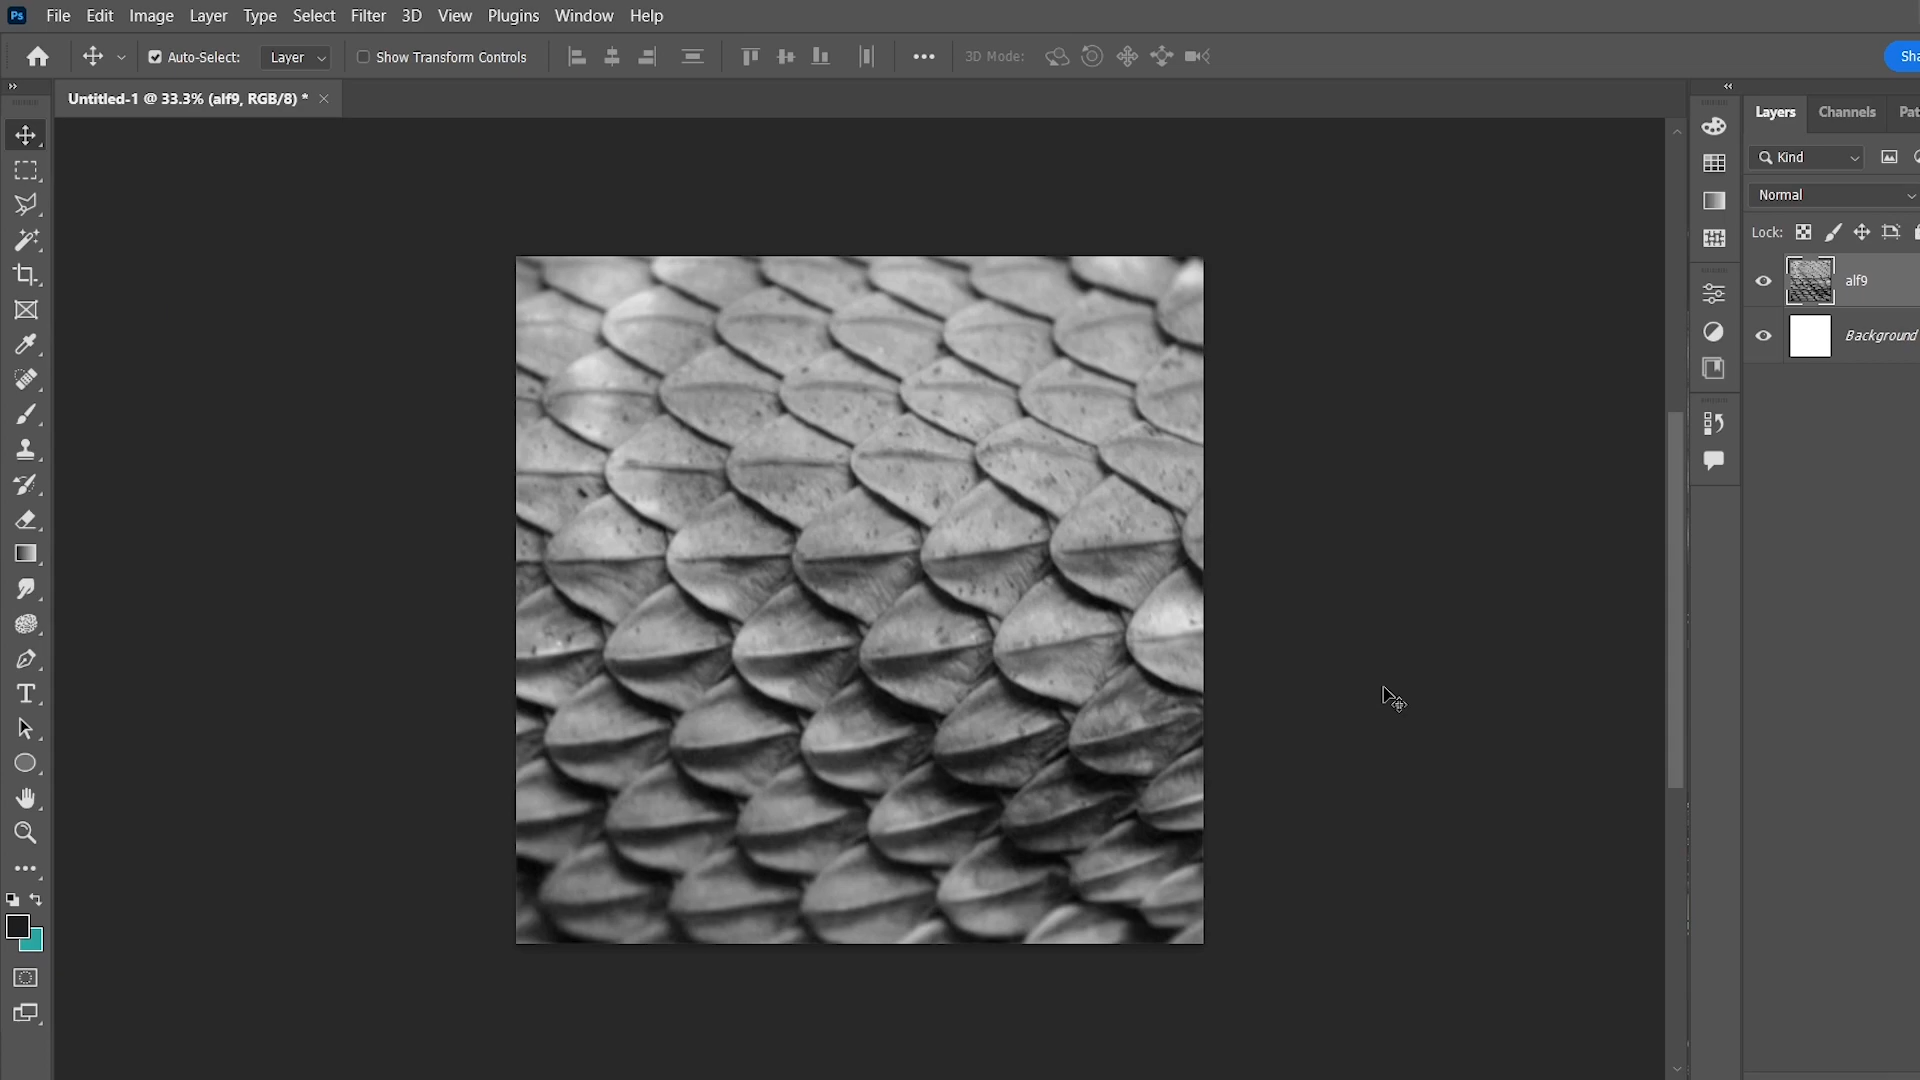 Ps File Edit Image Layer Type Select Filter 3D View Plugins Window Help
Auto-Select: Layer Show Transform Controls 3D Mode: Sha
Untitled-1 @ 33.3% (alf9, RGB/8) *
Layers Channels Pat
Kind
Normal
Lock:
alf9
Background